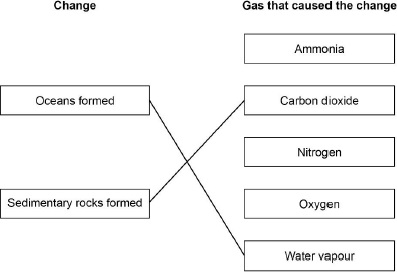 Change
Gas that caused the change
Ammonia
Oceans formed
Carbon dioxide
Nitrogen
Sedimentary rocks formed
Oxygen
Water vapour